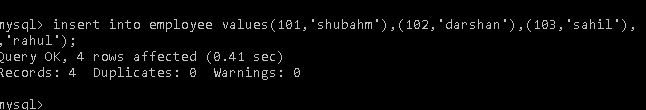 mysql> insert into employee values(101,'shubahm'),(102,'darshan'),(103,'sahil'),
,'rahul');
Query OK, 4 rows affected (0.41 sec)
Records: 4  Duplicates: 0  Warnings: 0
mysql>